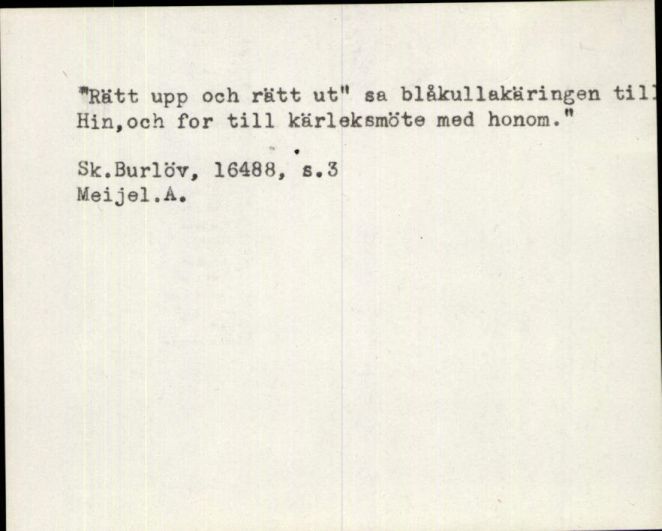 "Rätt upp och rätt ut" sa blåkullakäringen till
Hin,och for till kärleksmöte med honom."
Sk.Burlöv, 16488, s.3
Meijel.A.